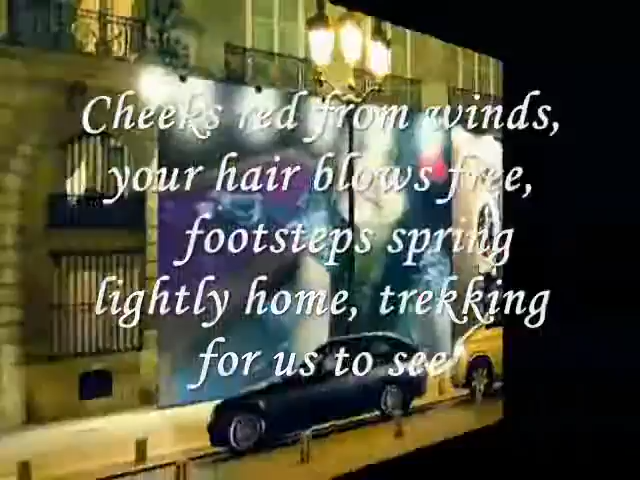 Cheeks red from winds,
your hair blows free,
footsteps spring
lightly home, trekking
for us to see